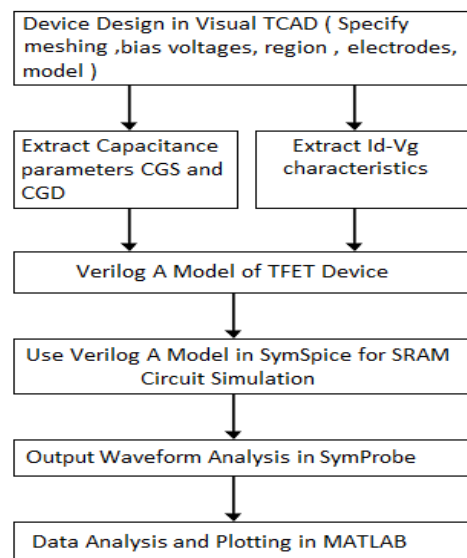 Device Design in Visual TCAD ( Specify
meshing ,bias voltages, region , electrodes,
model )
Extract Capacitance
parameters CGS and
CGD
Extract Id-Vg
characteristics
Verilog A Model of TFET Device
Use Verilog A Model in SymSpice for SRAM
Circuit Simulation
Output Waveform Analysis in SymProbe
Data Analysis and Plotting in MATLAB